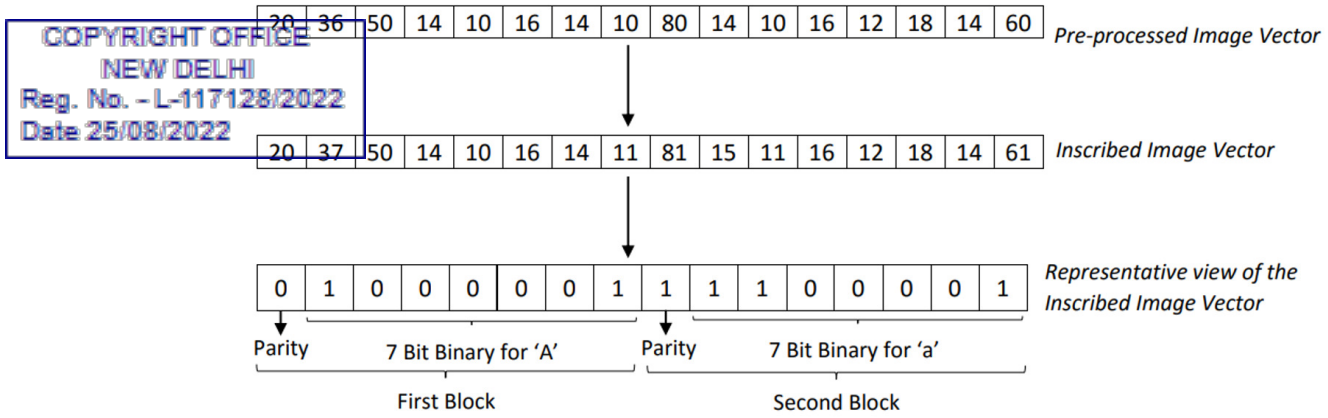 20 36 50 14 10 16 14 10 80 14 10 16 12 18 14 60
Pre-processed Image Vector
COPYRIGHT OFFICE
NEW DELHI
Reg. No. - L-117128/2022
Date 25/08/2022
20 37 50 14 10 16 14 11 81 15 11 16 12 18 14 61
Inscribed Image Vector
0 1 0 0 0 0 0 1 1 1 1 0 0 0 0 1
Representative view of the
Inscribed Image Vector
Parity 7 Bit Binary for ‘A’ Parity 7 Bit Binary for ‘a’
First Block Second Block